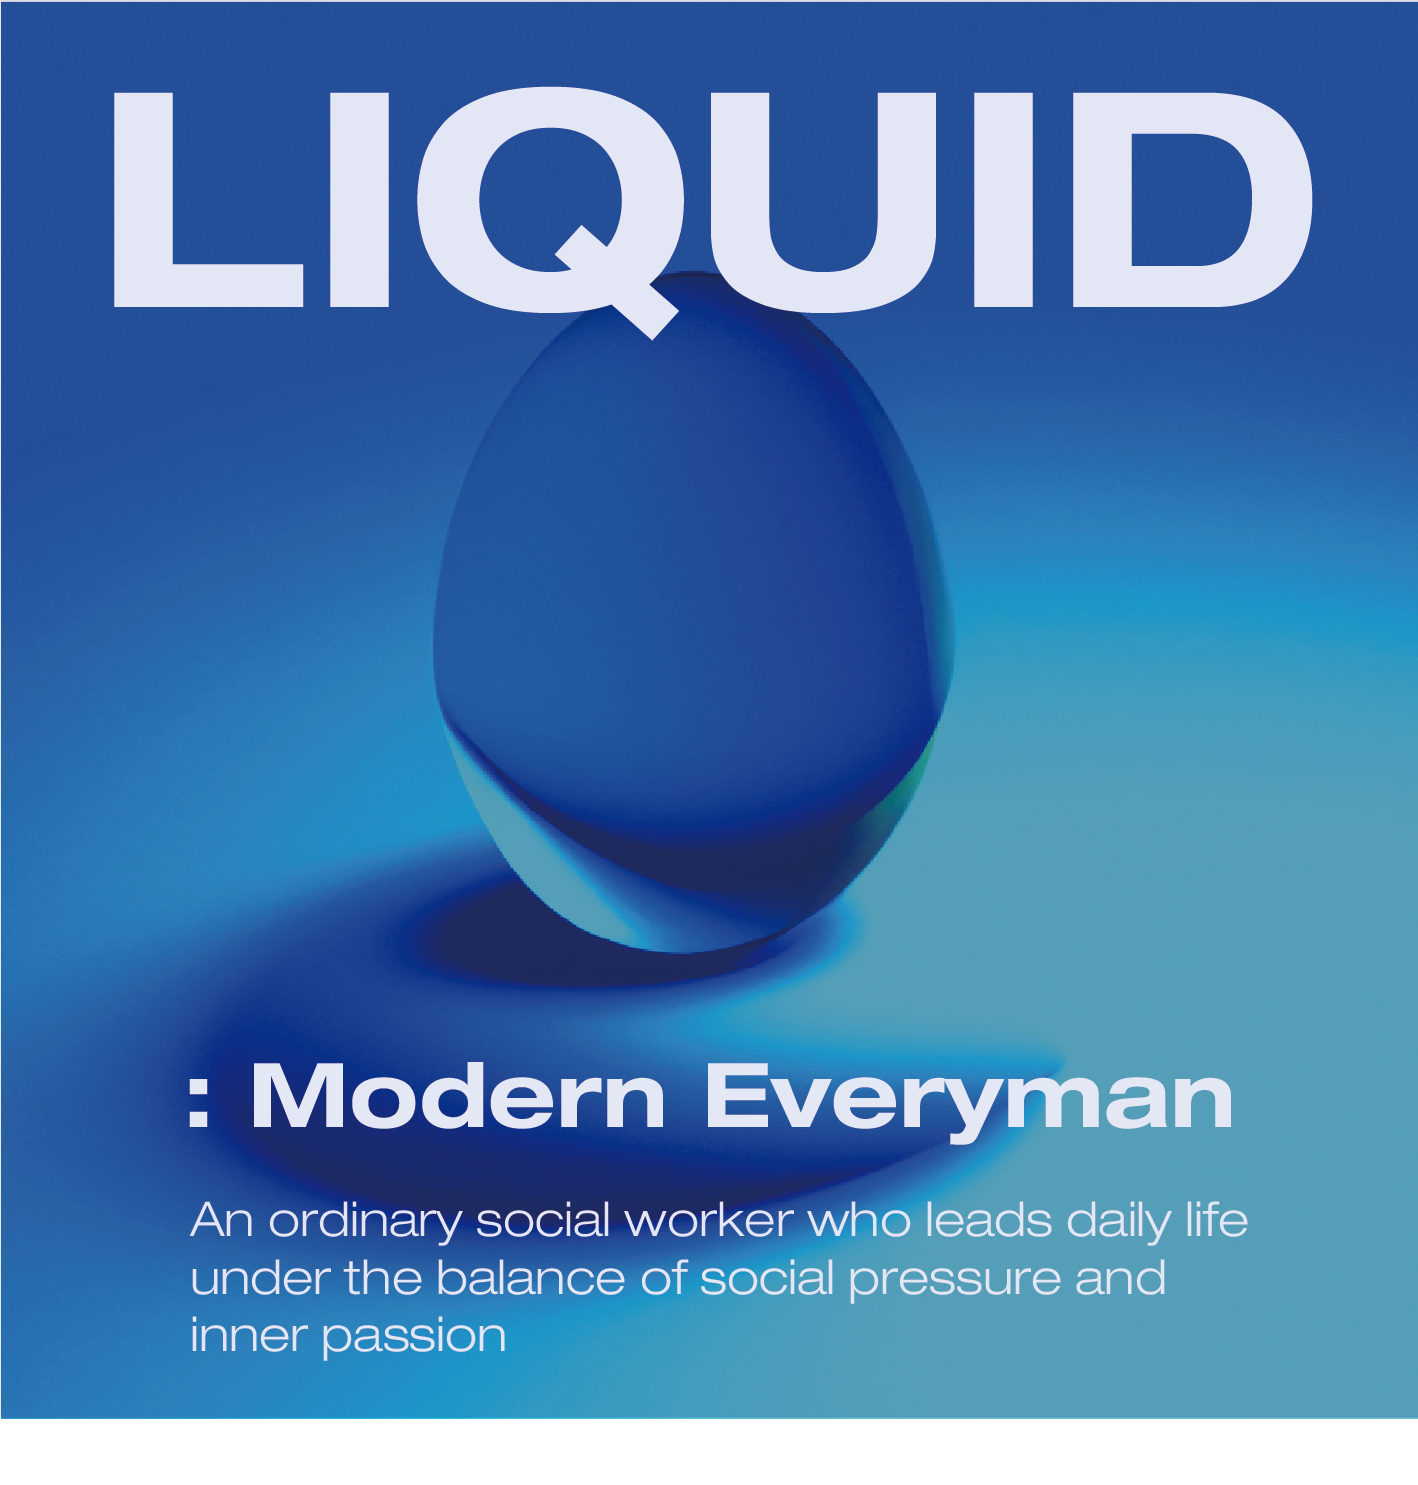 LIQUID
: Modern Everyman
An ordinary social worker who leads daily life
under the balance of social pressure and
inner passion